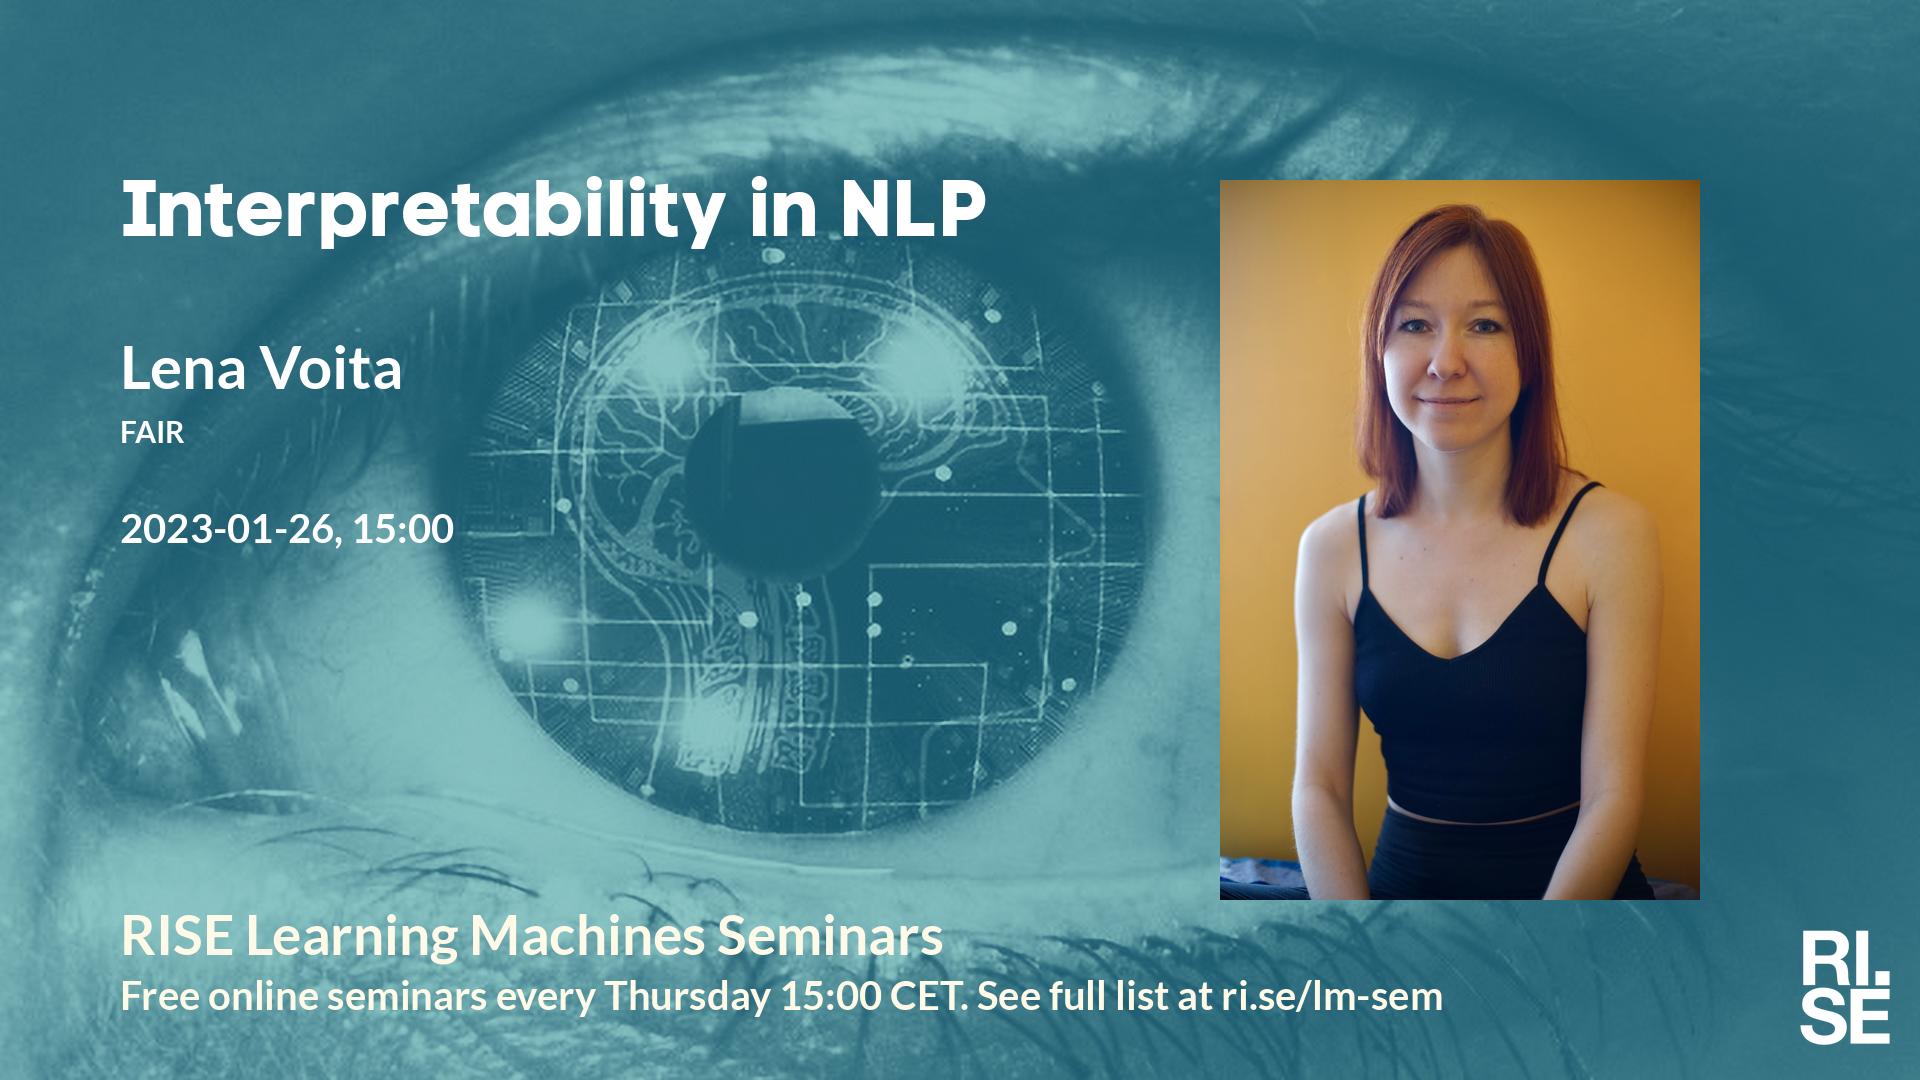 Interpretability in NLP
Lena Voita
FAIR
2023-01-26, 15:00
RISE Learning Machines Seminars
Free online seminars every Thursday 15:00 CET. See full list at ri.se/lm-sem
RI.
SE